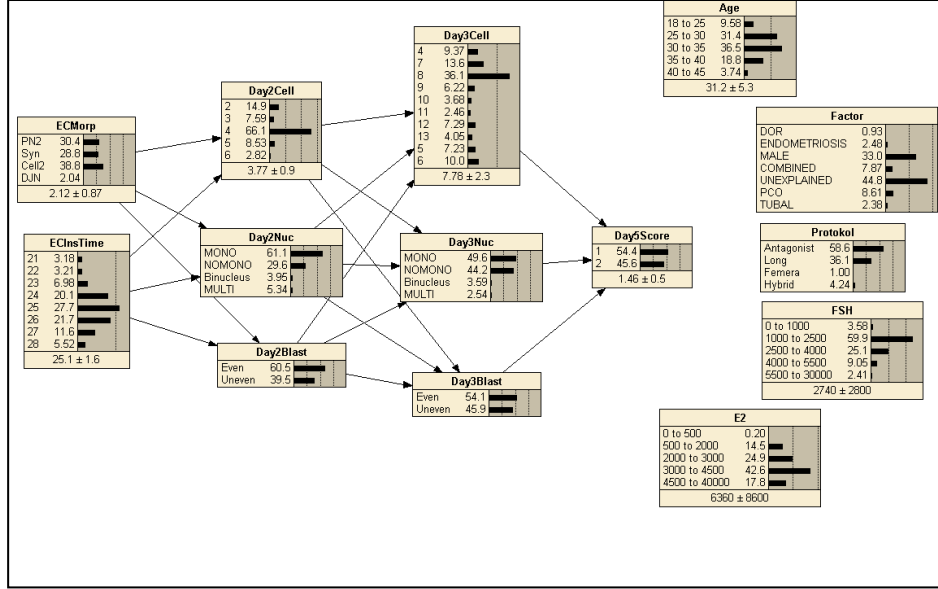 ECMorp
PN2 30.4
Syn 28.8
Cell2 38.8
DJN 2.04
2.12 ± 0.87
ECInsTime
21 3.18
22 3.21
23 6.98
24 20.1
25 27.7
26 21.7
27 11.6
28 5.52
25.1 ± 1.6
Day2Cell
2 14.9
3 7.59
4 66.1
5 8.53
6 2.82
3.77 ± 0.9
Day2Nuc
MONO 61.1
NOMONO 29.6
Binucleus 3.95
MULTI 5.34
Day2Blast
Even 60.5
Uneven 39.5
Day3Cell
4 9.37
7 13.6
8 36.1
9 6.22
10 3.68
11 2.46
12 7.29
13 4.05
5 7.23
6 10.0
7.78 ± 2.3
Day3Nuc
MONO 49.6
NOMONO 44.2
Binucleus 3.59
MULTI 2.54
Day3Blast
Even 54.1
Uneven 45.9
Day5Score
1 54.4
2 45.6
1.46 ± 0.5
Age
18 to 25 9.58
25 to 30 31.4
30 to 35 36.5
35 to 40 18.8
40 to 45 3.74
31.2 ± 5.3
Factor
DOR 0.93
ENDOMETRIOSIS 2.48
MALE 33.0
COMBINED 7.87
UNEXPLAINED 44.8
PCO 8.61
TUBAL 2.38
Protokol
Antagonist 58.6
Long 36.1
Femera 1.00
Hybrid 4.24
FSH
0 to 1000 3.58
1000 to 2500 59.9
2500 to 4000 25.1
4000 to 5500 9.05
5500 to 30000 2.41
2740 ± 2800
E2
0 to 500 0.20
500 to 2000 14.5
2000 to 3000 24.9
3000 to 4500 42.6
4500 to 40000 17.8
6360 ± 8600